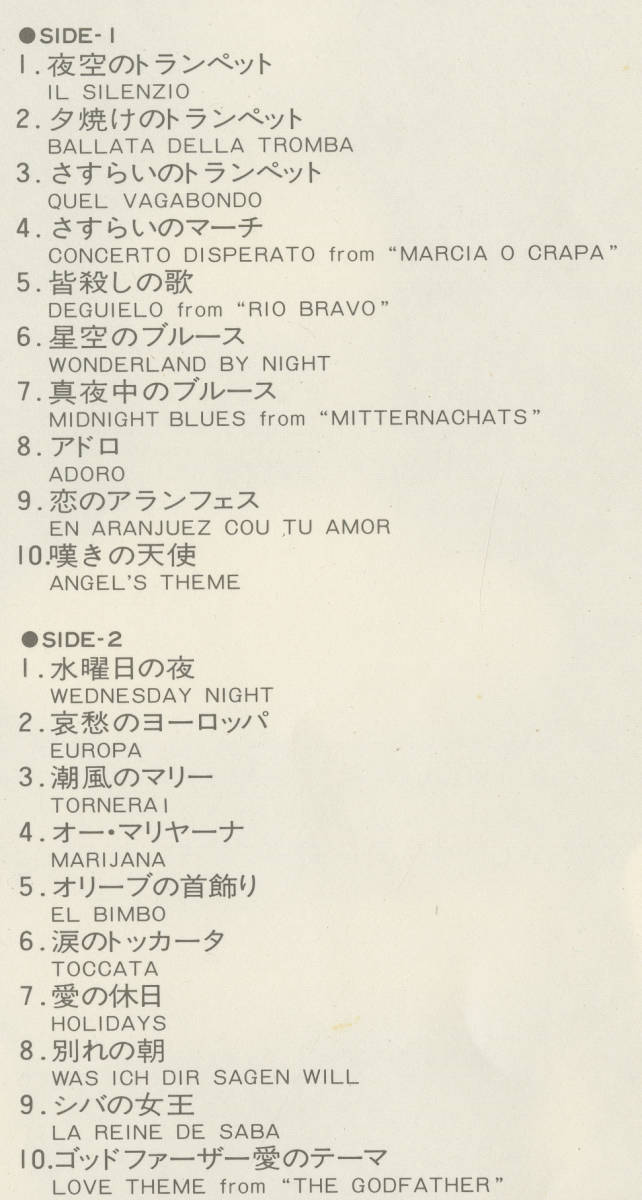 ●SIDE-1
1.夜空のトランペット
IL SILENZIO
2.夕焼けのトランペット
BALLATA DELLA TROMBA
3.さすらいのトランペット
QUEL VAGABONDO
4.さすらいのマーチ
CONCERTO DISPERATO from “MARCIA O CRAPA”
5.皆殺しの歌
DEGUIELO from “RIO BRAVO”
6.星空のブルース
WONDERLAND BY NIGHT
7.真夜中のブルース
MIDNIGHT BLUES from “MITTERNACHATS”
8.アドロ
ADORO
9.恋のアランフェス
EN ARANJUEZ COU TU AMOR
10.嘆きの天使
ANGEL'S THEME
●SIDE-2
1.水曜日の夜
WEDNESDAY NIGHT
2.哀愁のヨーロッパ
EUROPA
3.潮風のマリー
TORNERAI
4.オー・マリヤーナ
MARIJANA
5.オリーブの首飾り
EL BIMBO
6.涙のトッカータ
TOCCATA
7.愛の休日
HOLIDAYS
8.別れの朝
WAS ICH DIR SAGEN WILL
9.シバの女王
LA REINE DE SABA
10.ゴッドファーザー愛のテーマ
LOVE THEME from “THE GODFATHER”